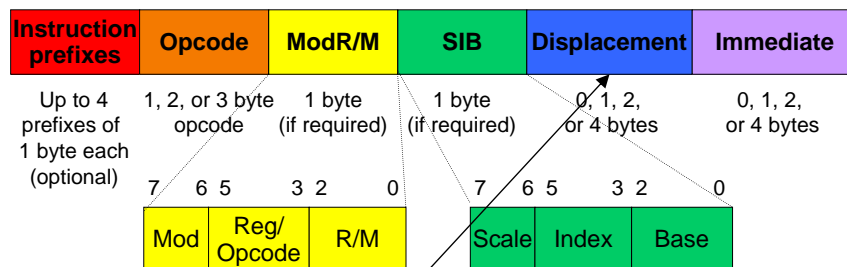 Instruction prefixes Opcode ModR/M SIB Displacement Immediate
Up to 4 prefixes of 1 byte each (optional)
1, 2, or 3 byte opcode
1 byte (if required)
1 byte (if required)
0, 1, 2, or 4 bytes
0, 1, 2, or 4 bytes
7 6 5 3 2 0
7 6 5 3 2 0
Mod Reg/Opcode R/M
Scale Index Base